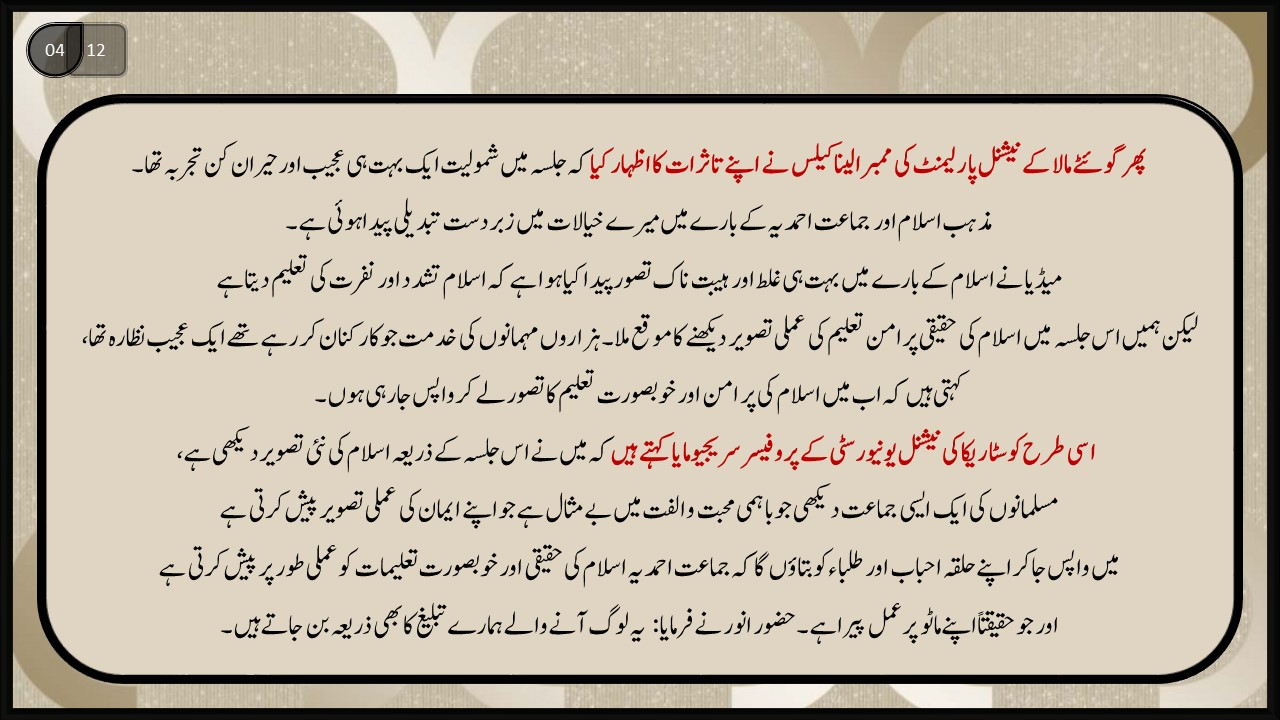 04 12
پھر گوئٹے مالا کے نیشنل پارلیمنٹ کی ممبر الینا کیلس نے اپنے تاثرات کا اظہار کیا کہ جلسہ میں شمولیت ایک بہت ہی عجیب اور حیران کن تجربہ تھا۔
مذہب اسلام اور جماعت احمدیہ کے بارے میں میرے خیالات میں زبردست تبدیلی پیدا ہوئی ہے۔
میڈیا نے اسلام کے بارے میں بہت ہی غلط اور ہیبت ناک تصور پیدا کیا ہوا ہے کہ اسلام تشدد اور نفرت کی تعلیم دیتا ہے
لیکن ہمیں اس جلسہ میں اسلام کی حقیقی پر امن تعلیم کی عملی تصویر دیکھنے کا موقع ملا۔ ہزاروں مہمانوں کی خدمت جو کارکنان کر رہے تھے ایک عجیب نظارہ تھا،
کہتی ہیں کہ اب میں اسلام کی پر امن اور خوبصورت تعلیم کا تصور لے کر واپس جا رہی ہوں۔
اسی طرح کوسٹاریکا کی نیشنل یونیورسٹی کے پروفیسر سریجیو مایا کہتے ہیں کہ میں نے اس جلسہ کے ذریعہ اسلام کی نئی تصویر دیکھی ہے،
مسلمانوں کی ایک ایسی جماعت دیکھی جو باہمی محبت و الفت میں بے مثال ہے جو اپنے ایمان کی عملی تصویر پیش کرتی ہے
میں واپس جا کر اپنے حلقہ احباب اور طلباء کو بتاؤں گا کہ جماعت احمدیہ اسلام کی حقیقی اور خوبصورت تعلیمات کو عملی طور پر پیش کرتی ہے
اور جو حقیقتاً اپنے ماٹو پر عمل پیرا ہے۔ حضور انور نے فرمایا: یہ لوگ آنے والے ہمارے تبلیغ کا بھی ذریعہ بن جاتے ہیں۔